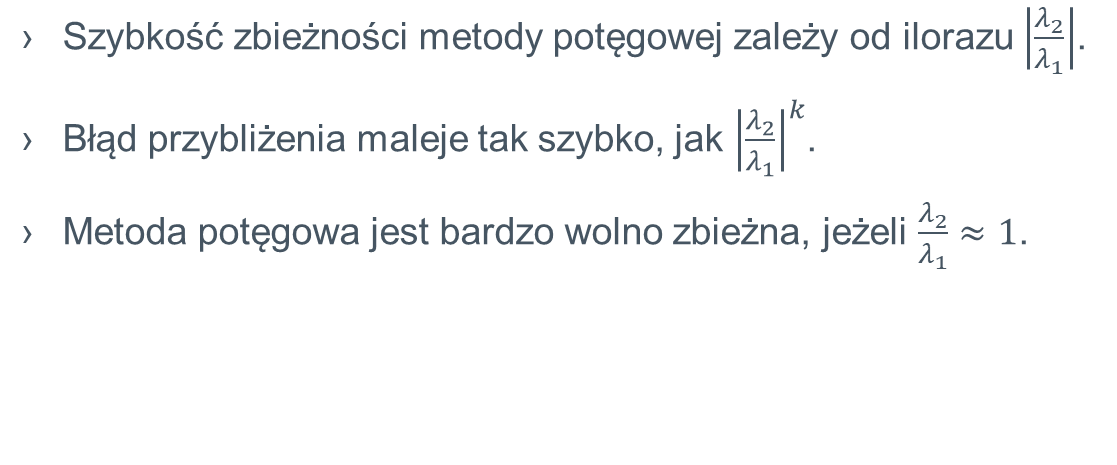 › Szybkość zbieżności metody potęgowej zależy od ilorazu |λ₂/λ₁|.
› Błąd przybliżenia maleje tak szybko, jak |λ₂/λ₁|ᵏ.
› Metoda potęgowa jest bardzo wolno zbieżna, jeżeli λ₂/λ₁ ≈ 1.